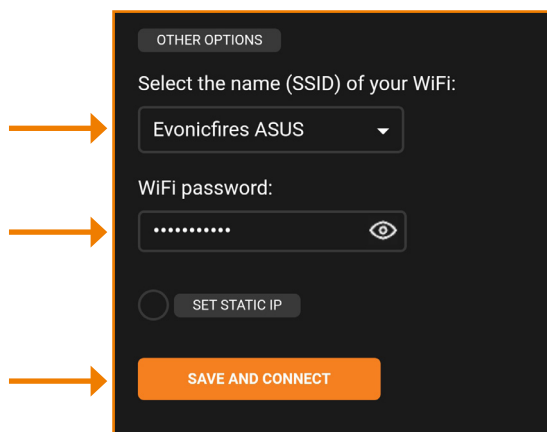 OTHER OPTIONS
Select the name (SSID) of your WiFi:
Evonicfires ASUS
WiFi password:
•••••••••••
SET STATIC IP
SAVE AND CONNECT